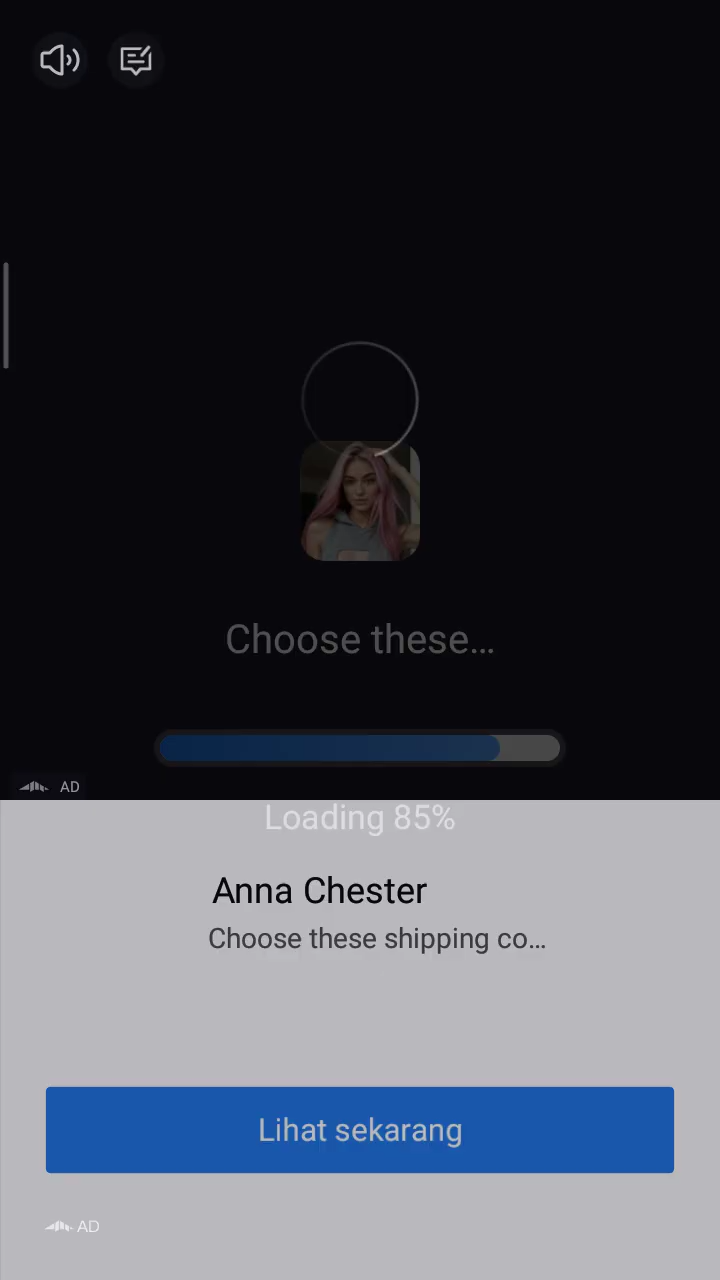 Choose these...
AD
Loading 85%
Anna Chester
Choose these shipping co...
Lihat sekarang
AD